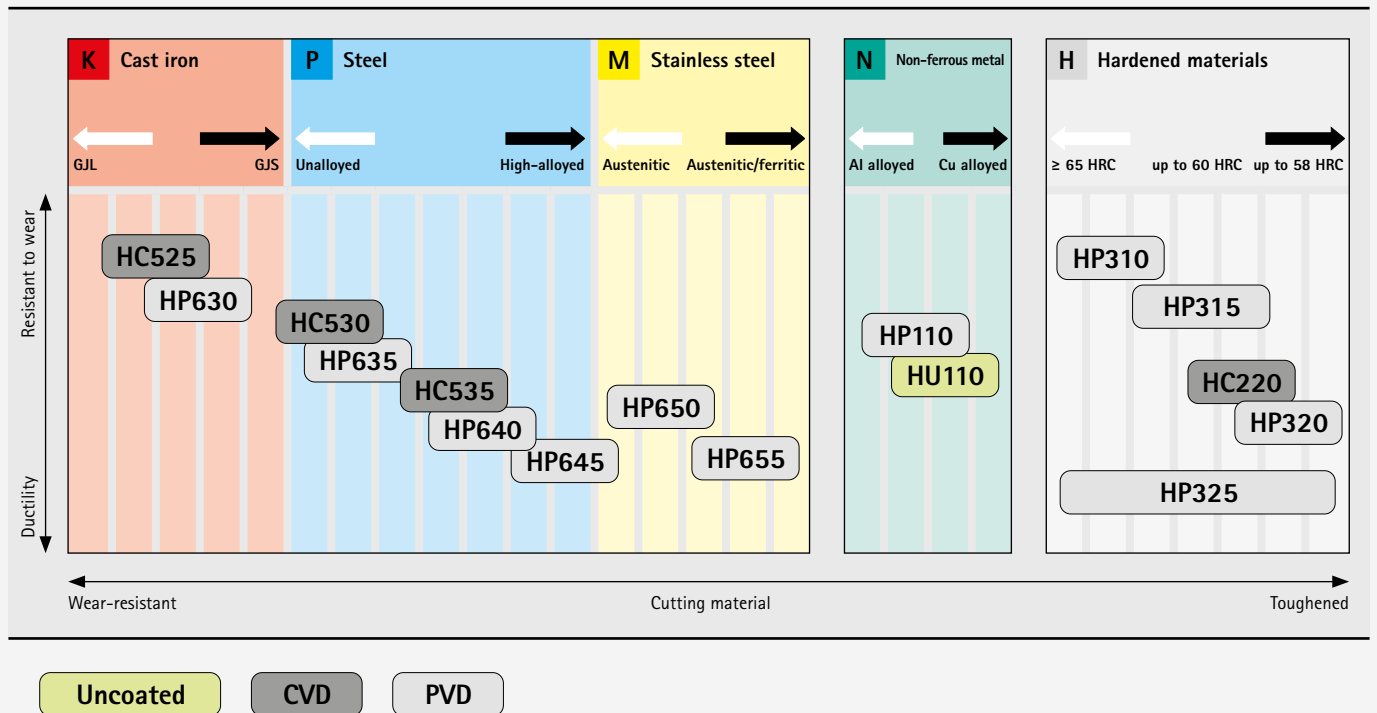 K Cast iron
P Steel
M Stainless steel
N Non-ferrous metal
H Hardened materials
GJL GJS
Unalloyed High-alloyed
Austenitic Austenitic/ferritic
Al alloyed Cu alloyed
≥ 65 HRC up to 60 HRC up to 58 HRC
Resistant to wear
Ductility
HC525
HP630
HC530
HP635
HC535
HP640
HP645
HP650
HP655
HP110
HU110
HP310
HP315
HC220
HP320
HP325
Wear-resistant Cutting material Toughened
Uncoated CVD PVD